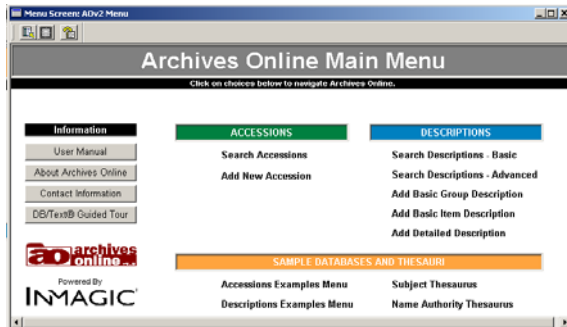 Menu Screen: ADv2 Menu
Archives Online Main Menu
Click on choices below to navigate Archives Online.
Information
User Manual
About Archives Online
Contact Information
DB/Text® Guided Tour
ACCESSIONS
Search Accessions
Add New Accession
DESCRIPTIONS
Search Descriptions - Basic
Search Descriptions - Advanced
Add Basic Group Description
Add Basic Item Description
Add Detailed Description
ao archives online
Powered By
INMAGIC
SAMPLE DATABASES AND THESAURI
Accessions Examples Menu
Subject Thesaurus
Descriptions Examples Menu
Name Authority Thesaurus